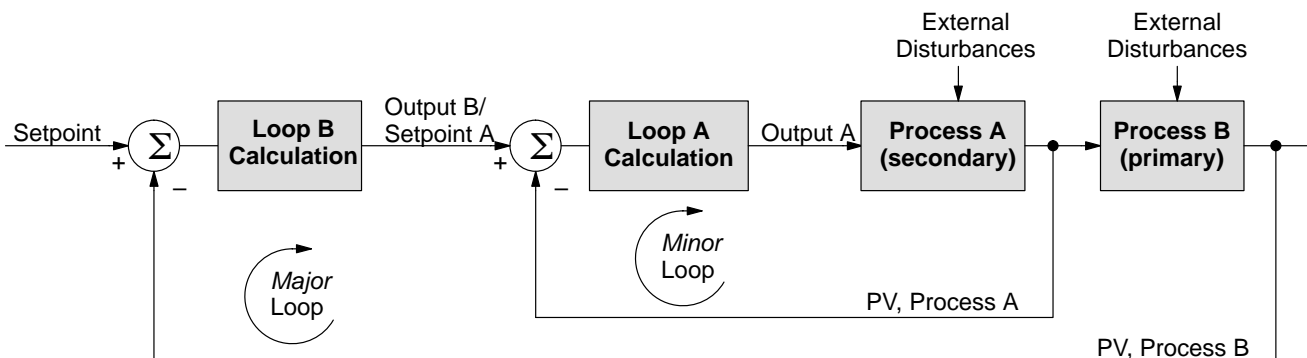 External
Disturbances
External
Disturbances
Setpoint
+
Σ
−
Loop B
Calculation
Output B/
Setpoint A
+
Σ
−
Loop A
Calculation
Output A
Process A
(secondary)
Process B
(primary)
Major
Loop
Minor
Loop
PV, Process A
PV, Process B